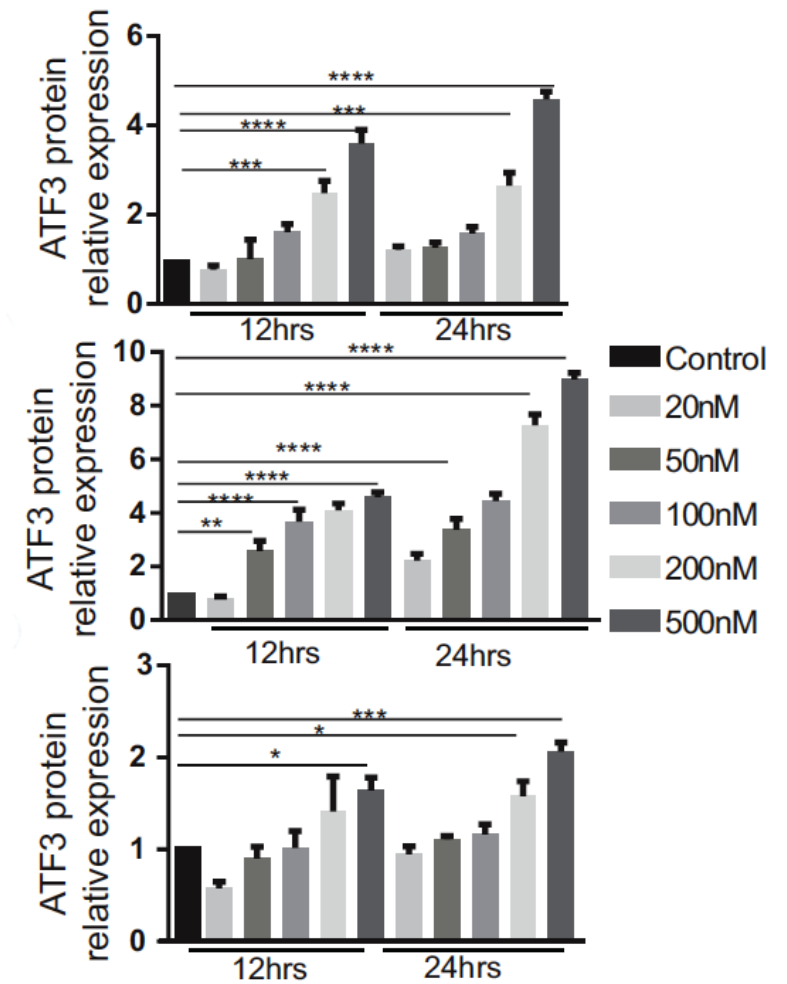 ATF3 protein
relative expression
6
4
2
0
****
***
****
***
12hrs
24hrs
ATF3 protein
relative expression
10
8
6
4
2
0
****
****
****
****
****
**
12hrs
24hrs
Control
20nM
50nM
100nM
200nM
500nM
ATF3 protein
relative expression
3
2
1
0
***
*
*
12hrs
24hrs